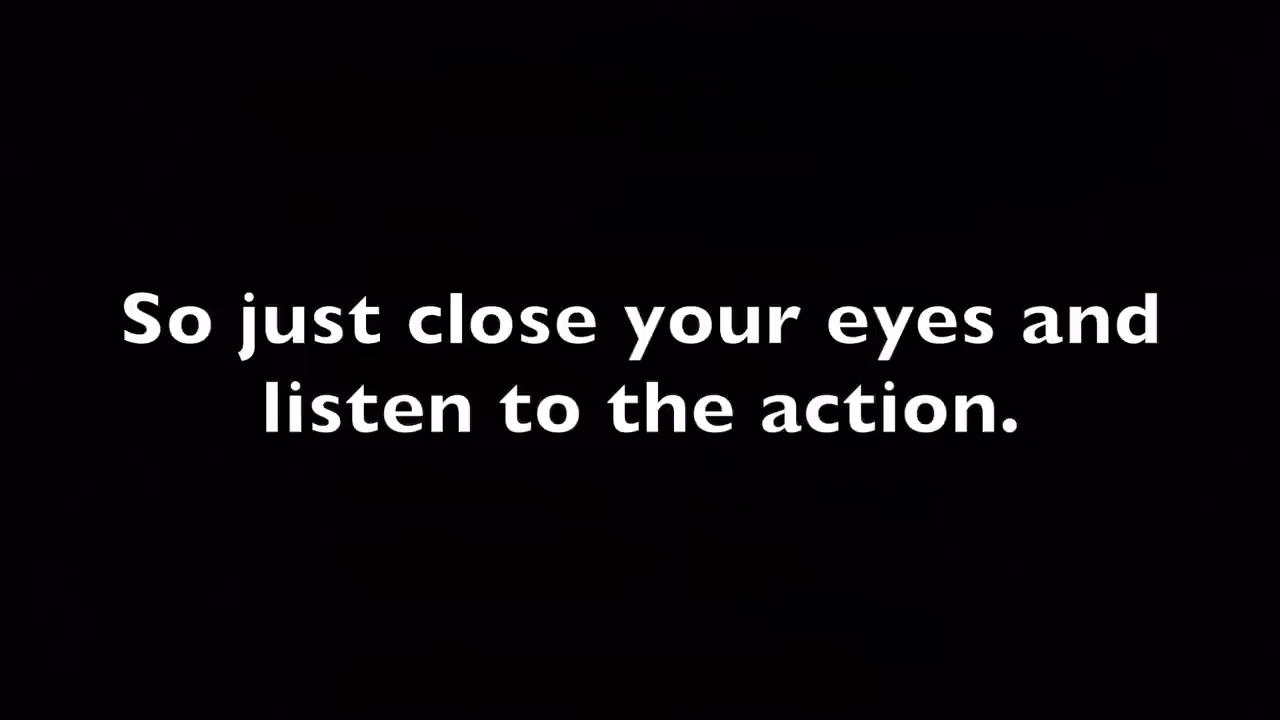 So just close your eyes and
listen to the action.